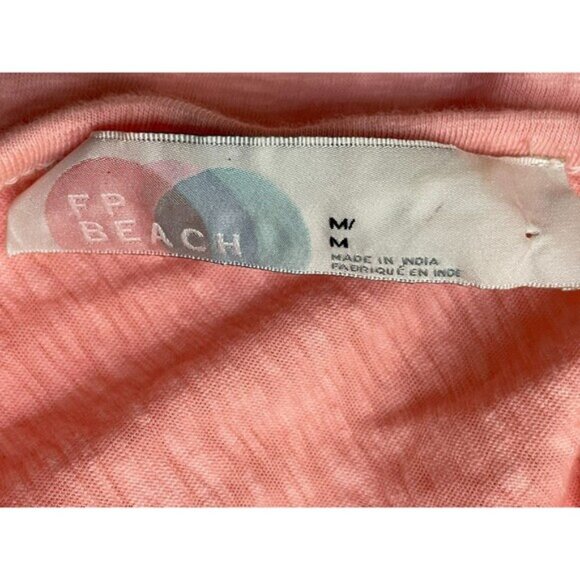 FP
BEACH
M/
M
MADE IN INDIA
FABRIQUÉ EN INDE